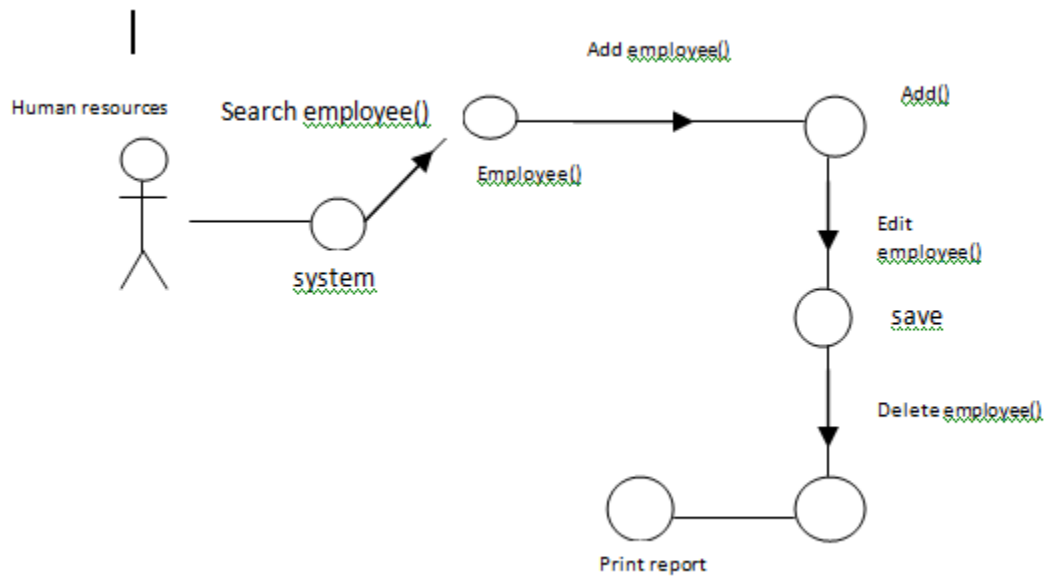 Add employee()
Add()
Human resources
Search employee()
Employee()
Edit
employee()
system
save
Delete employee()
Print report